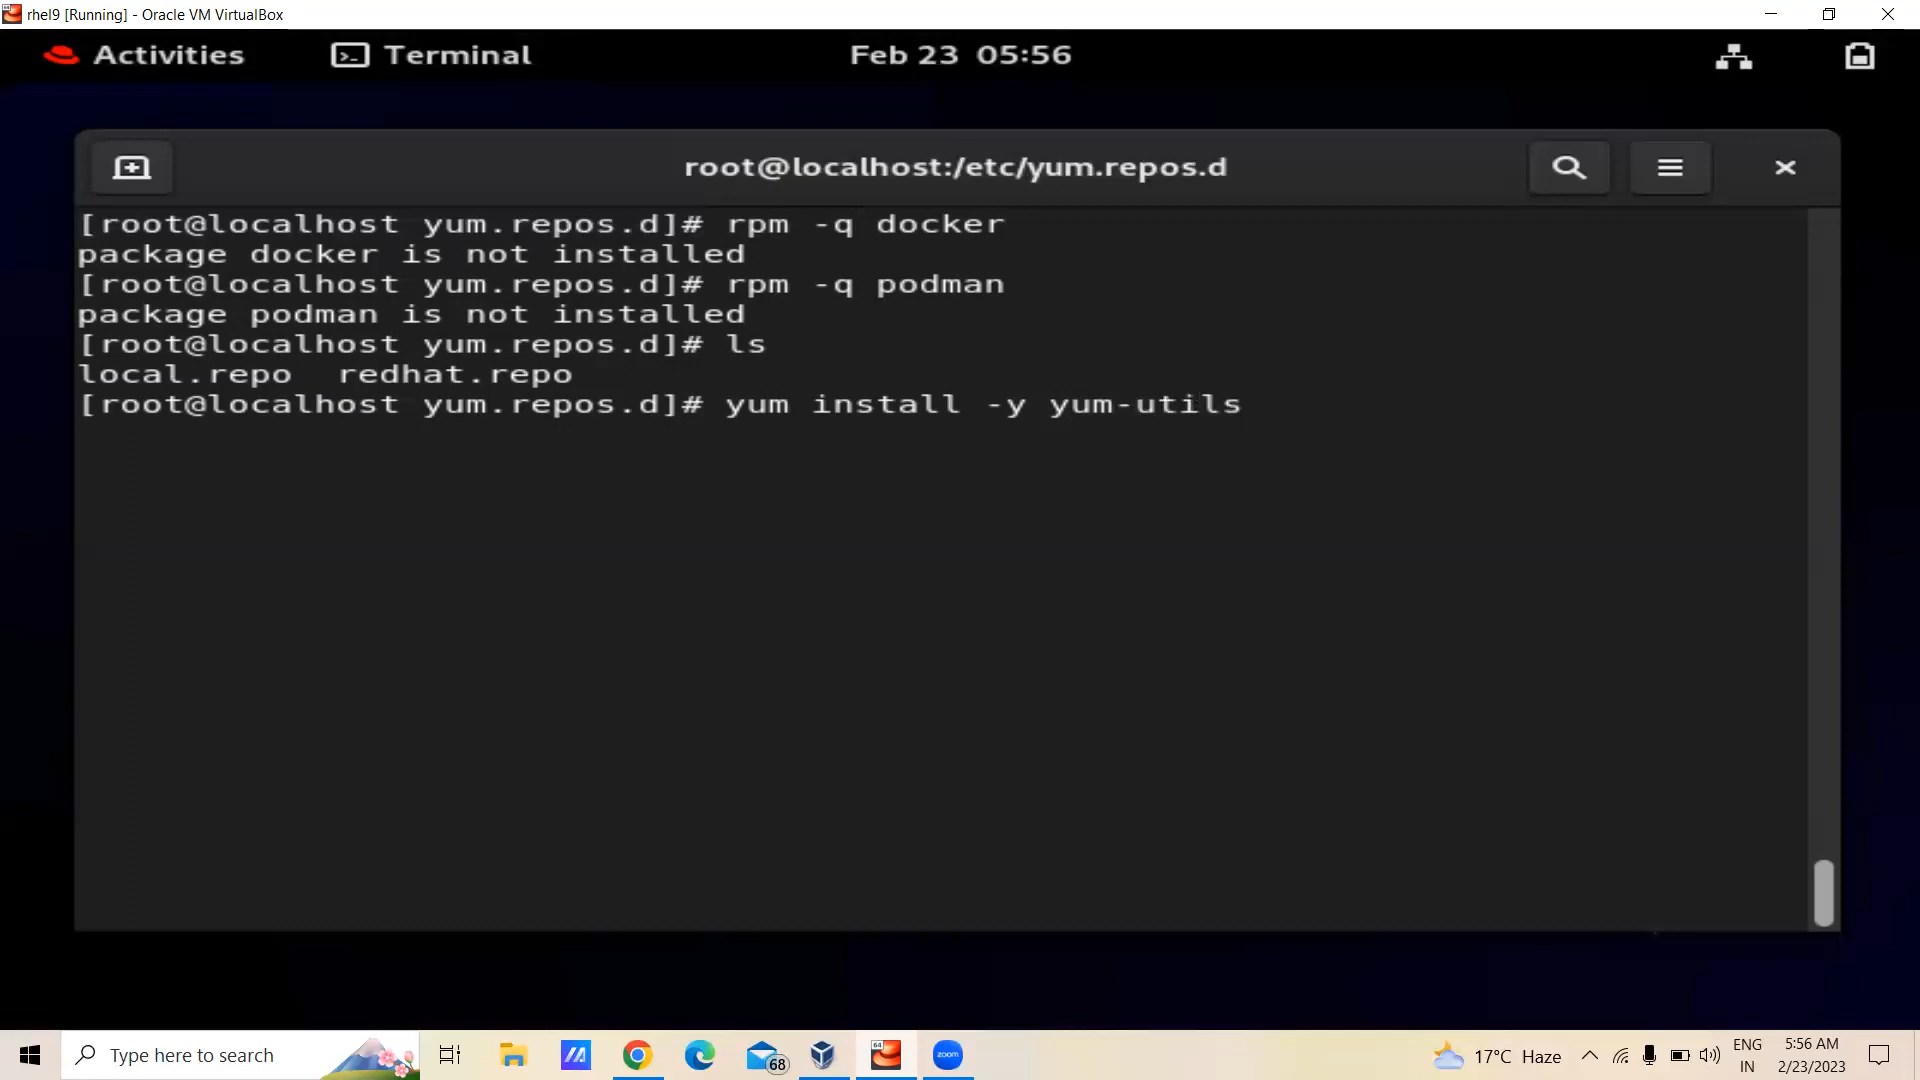 rhel9 [Running] - Oracle VM VirtualBox
Activities Terminal Feb 23 05:56
root@localhost:/etc/yum.repos.d
[root@localhost yum.repos.d]# rpm -q docker
package docker is not installed
[root@localhost yum.repos.d]# rpm -q podman
package podman is not installed
[root@localhost yum.repos.d]# ls
local.repo redhat.repo
[root@localhost yum.repos.d]# yum install -y yum-utils
Type here to search 68 64 zoom 17°C Haze ENG 5:56 AM
IN 2/23/2023